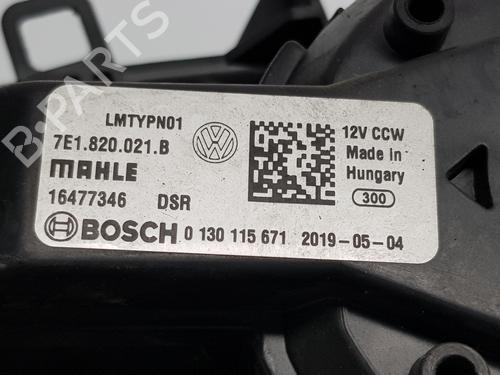 B-PARTS
LMTYPN01
7E1.820.021.B
MAHLE
16477346 DSR
BOSCH 0 130 115 671 2019-05-04
12V CCW
Made in
Hungary
300